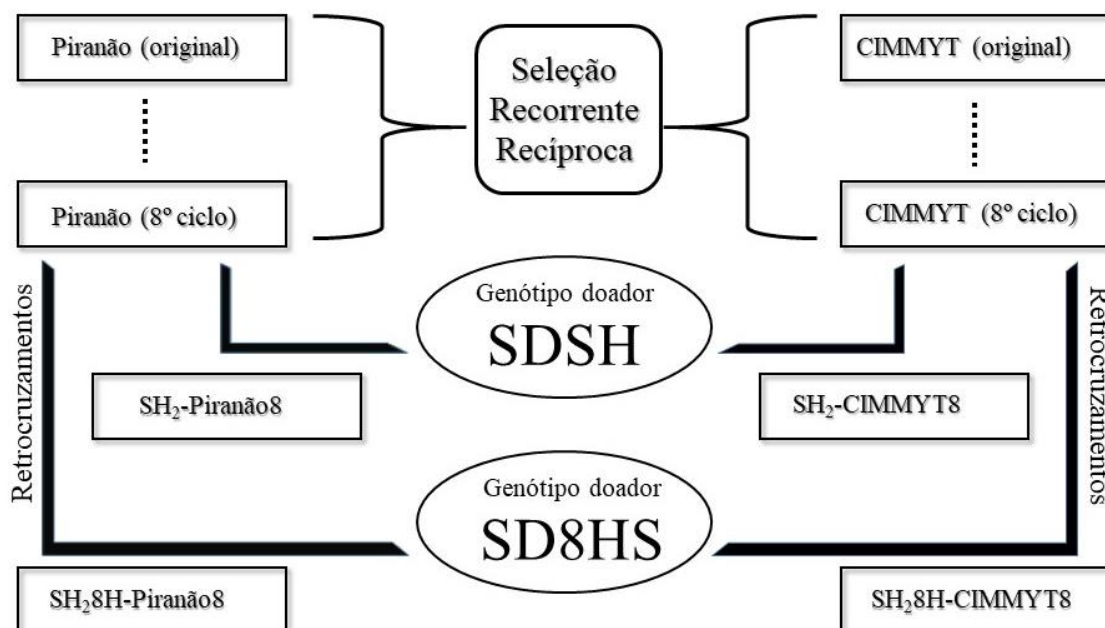 Piranão (original)
CIMMYT (original)
Seleção
Recorrente
Recíproca
Piranão (8º ciclo)
CIMMYT (8º ciclo)
Retrocruzamentos
Retrocruzamentos
Genótipo doador
SDSH
SH₂-Piranão8
SH₂-CIMMYT8
Genótipo doador
SD8HS
SH₂8H-Piranão8
SH₂8H-CIMMYT8